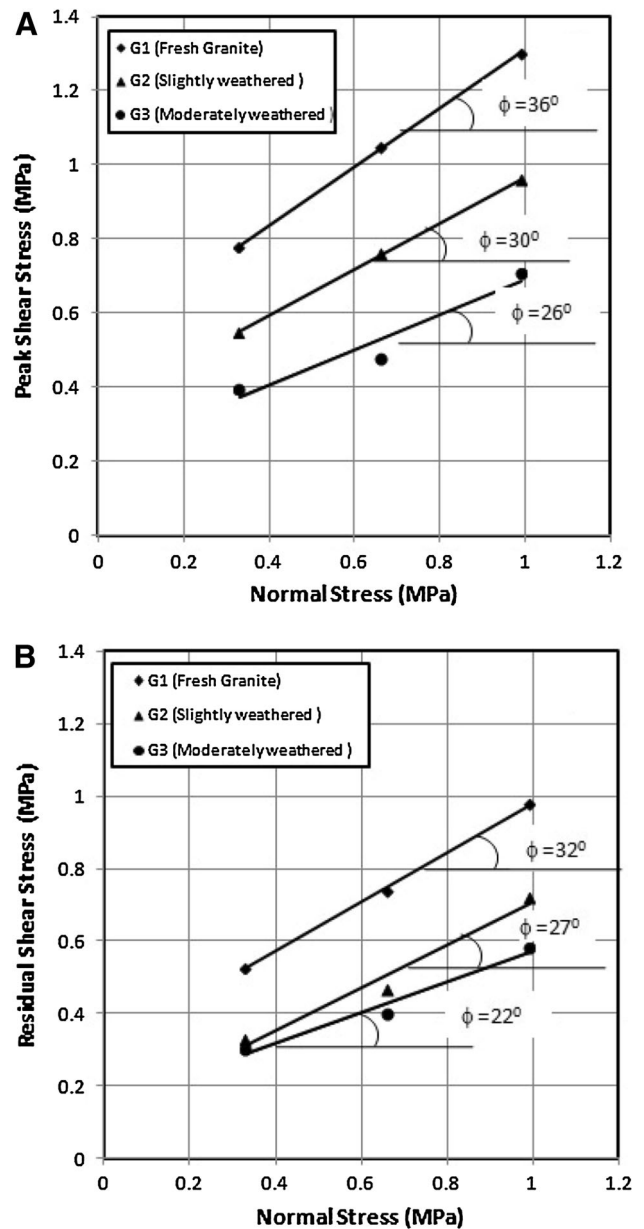 A
1.4
1.2
1
0.8
0.6
0.4
0.2
0
Peak Shear Stress (MPa)
G1 (Fresh Granite)
G2 (Slightly weathered )
G3 (Moderately weathered )
ϕ =36⁰
ϕ =30⁰
ϕ =26⁰
0 0.2 0.4 0.6 0.8 1 1.2
Normal Stress (MPa)
B
1.4
1.2
1
0.8
0.6
0.4
0.2
0
Residual Shear Stress (MPa)
G1 (Fresh Granite)
G2 (Slightly weathered )
G3 (Moderately weathered )
ϕ =32⁰
ϕ =27⁰
ϕ =22⁰
0 0.2 0.4 0.6 0.8 1 1.2
Normal Stress (MPa)